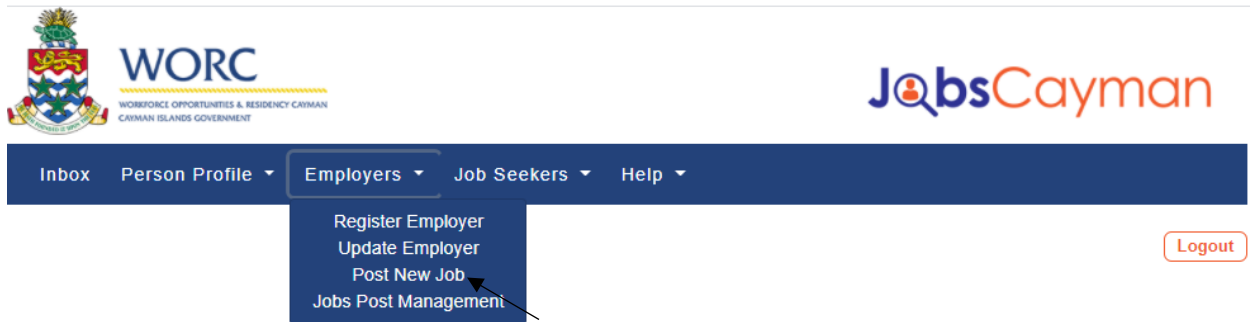 WORC
WORKFORCE OPPORTUNITIES & RESIDENCY CAYMAN
CAYMAN ISLANDS GOVERNMENT
JobsCayman
Inbox Person Profile Employers Job Seekers Help
Register Employer
Update Employer
Post New Job
Jobs Post Management
Logout